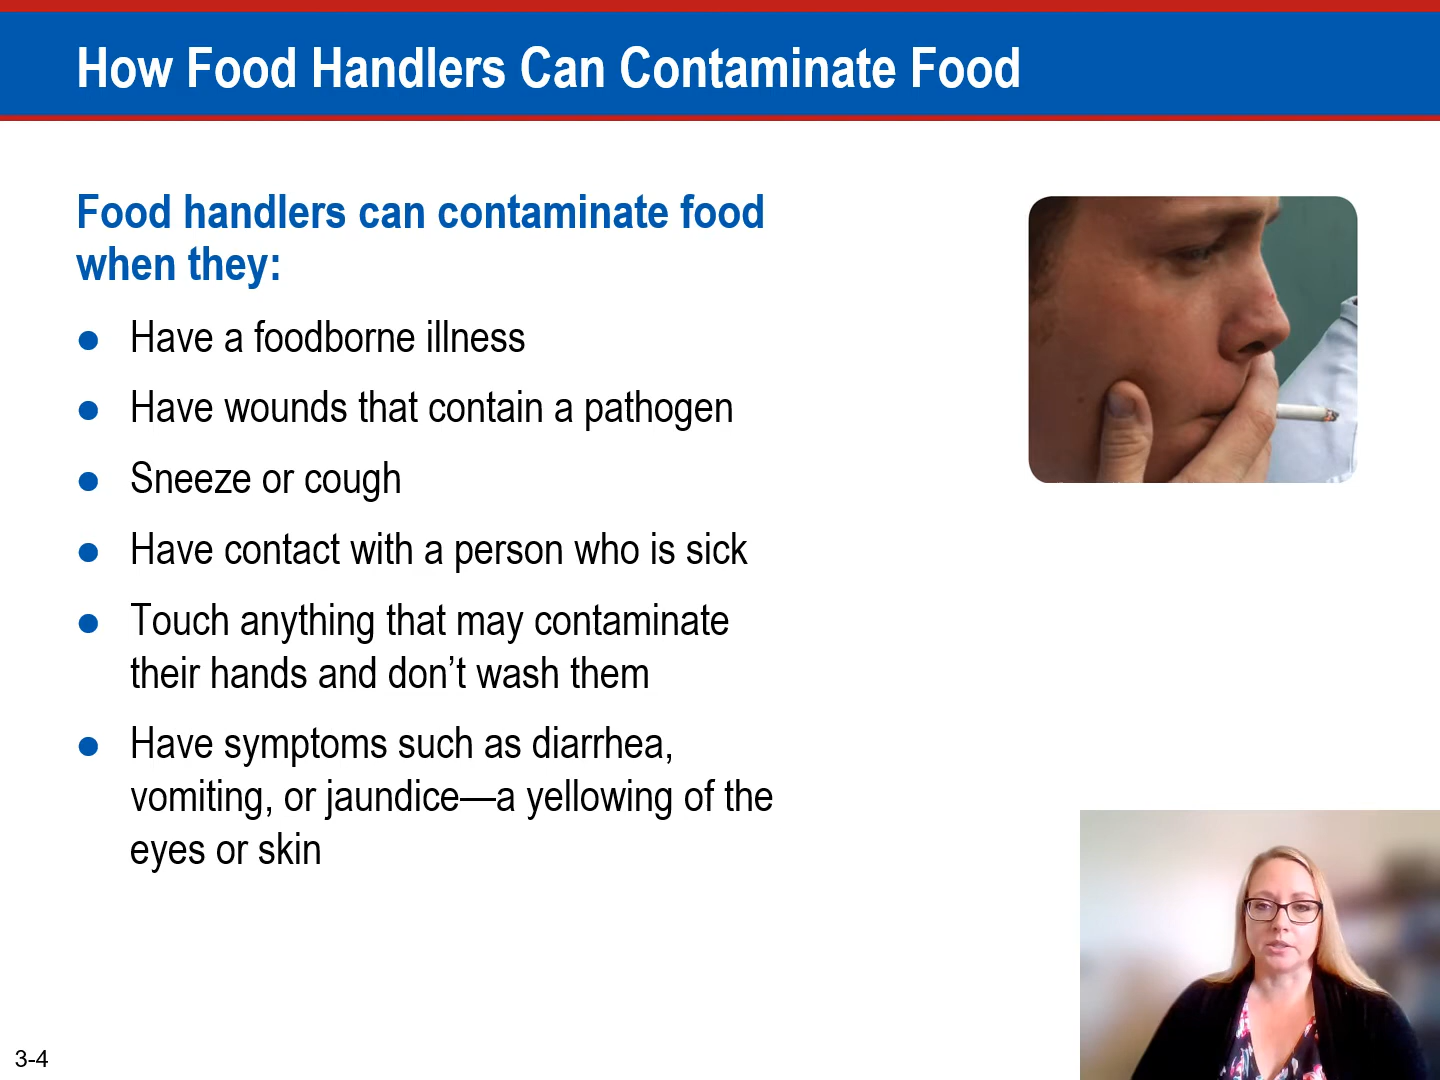 How Food Handlers Can Contaminate Food
Food handlers can contaminate food
when they:
Have a foodborne illness
Have wounds that contain a pathogen
Sneeze or cough
Have contact with a person who is sick
Touch anything that may contaminate
their hands and don’t wash them
Have symptoms such as diarrhea,
vomiting, or jaundice—a yellowing of the
eyes or skin
3-4